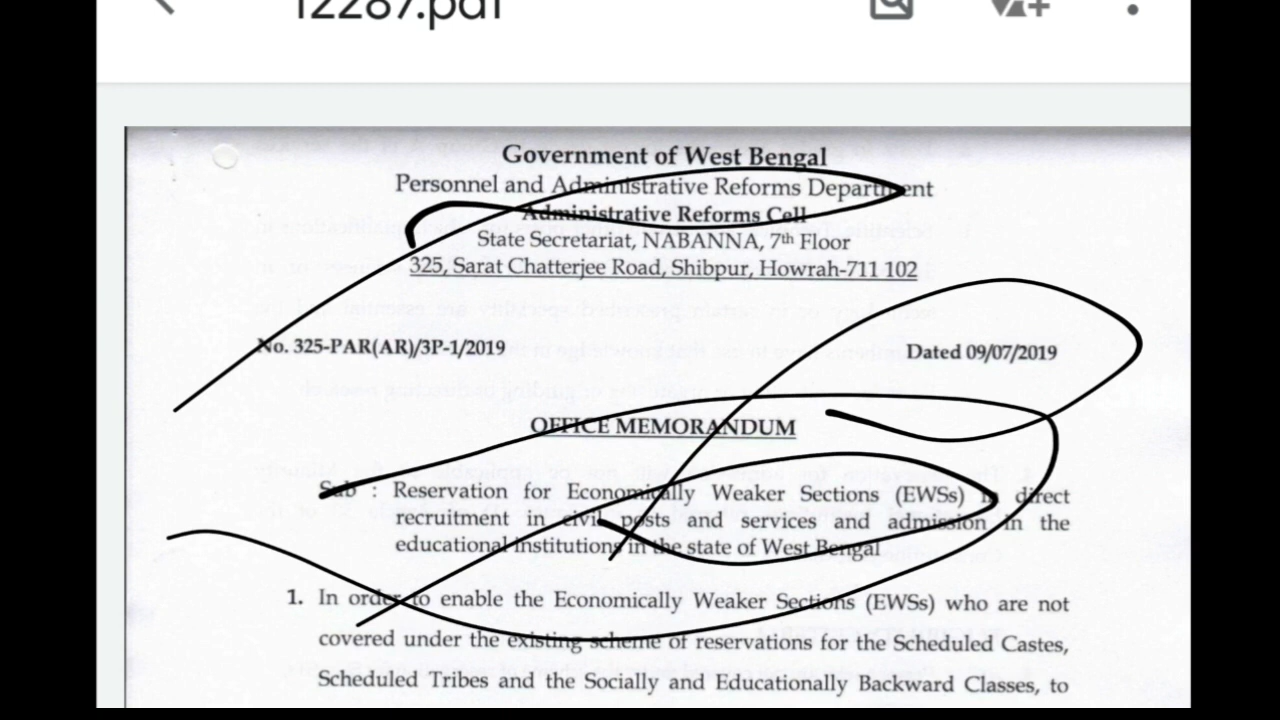 12287.pdf
Government of West Bengal
Personnel and Administrative Reforms Department
Administrative Reforms Cell
State Secretariat, NABANNA, 7th Floor
325, Sarat Chatterjee Road, Shibpur, Howrah-711 102
No. 325-PAR(AR)/3P-1/2019 Dated 09/07/2019
OFFICE MEMORANDUM
Sub : Reservation for Economically Weaker Sections (EWSs) in direct
recruitment in civil posts and services and admission in the
educational institutions in the state of West Bengal
1. In order to enable the Economically Weaker Sections (EWSs) who are not
covered under the existing scheme of reservations for the Scheduled Castes,
Scheduled Tribes and the Socially and Educationally Backward Classes, to